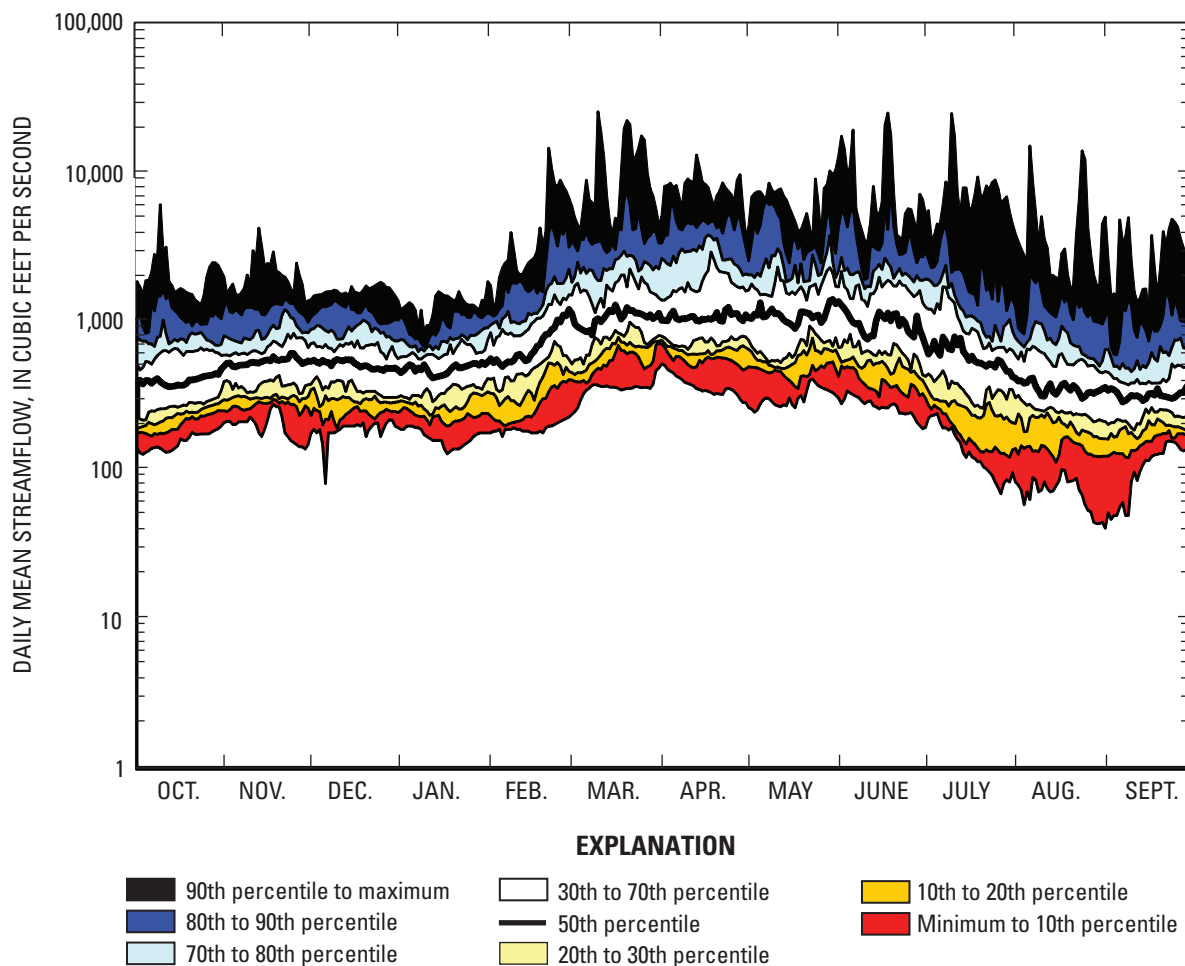 DAILY MEAN STREAMFLOW, IN CUBIC FEET PER SECOND
100,000
10,000
1,000
100
10
1
OCT. NOV. DEC. JAN. FEB. MAR. APR. MAY JUNE JULY AUG. SEPT.
EXPLANATION
90th percentile to maximum
80th to 90th percentile
70th to 80th percentile
30th to 70th percentile
50th percentile
20th to 30th percentile
10th to 20th percentile
Minimum to 10th percentile